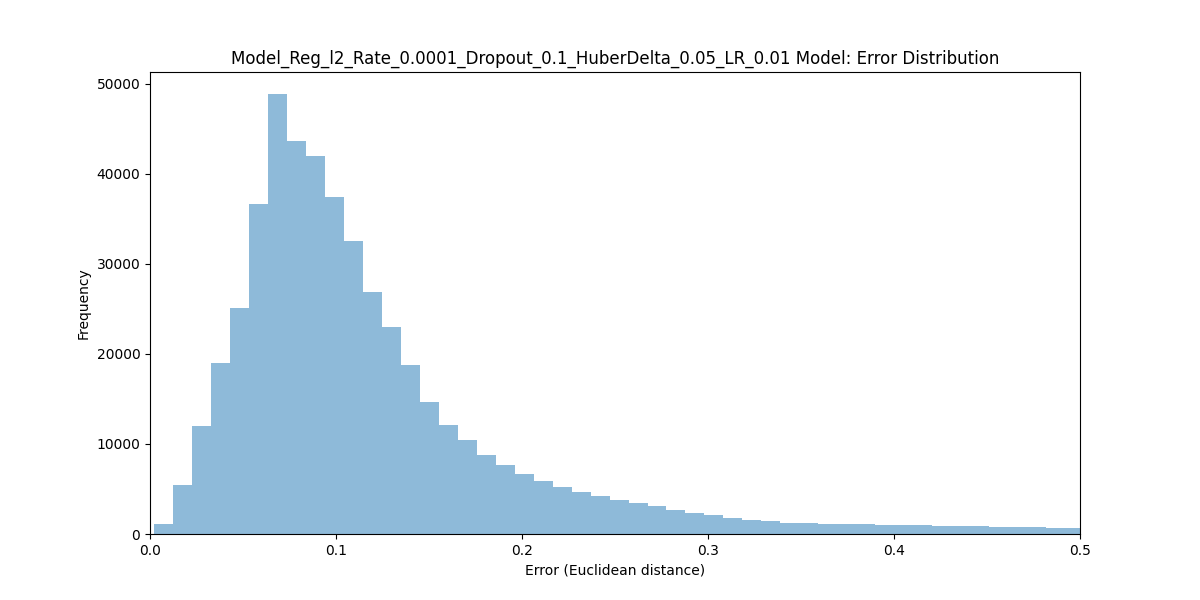 Model_Reg_l2_Rate_0.0001_Dropout_0.1_HuberDelta_0.05_LR_0.01 Model: Error Distribution
50000
40000
30000
20000
10000
0
Frequency
0.0 0.1 0.2 0.3 0.4 0.5
Error (Euclidean distance)